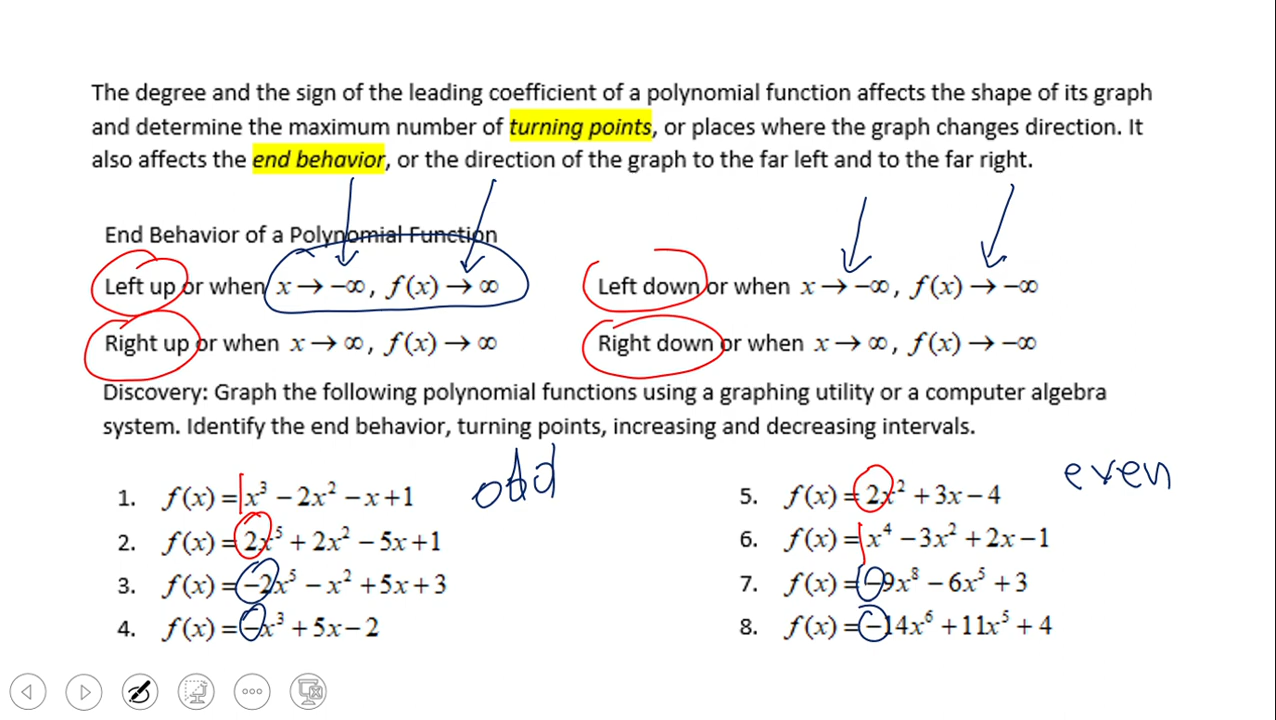 The degree and the sign of the leading coefficient of a polynomial function affects the shape of its graph
and determine the maximum number of turning points, or places where the graph changes direction. It
also affects the end behavior, or the direction of the graph to the far left and to the far right.
End Behavior of a Polynomial Function
Left up or when x → −∞, f(x) → ∞
Left down or when x → −∞, f(x) → −∞
Right up or when x → ∞, f(x) → ∞
Right down or when x → ∞, f(x) → −∞
Discovery: Graph the following polynomial functions using a graphing utility or a computer algebra
system. Identify the end behavior, turning points, increasing and decreasing intervals.
odd
1. f(x) = x³ − 2x² − x + 1
2. f(x) = 2x⁵ + 2x² − 5x + 1
3. f(x) = −2x⁵ − x² + 5x + 3
4. f(x) = −x³ + 5x − 2
even
5. f(x) = 2x² + 3x − 4
6. f(x) = x⁴ − 3x² + 2x − 1
7. f(x) = −9x⁸ − 6x⁵ + 3
8. f(x) = −14x⁶ + 11x⁵ + 4